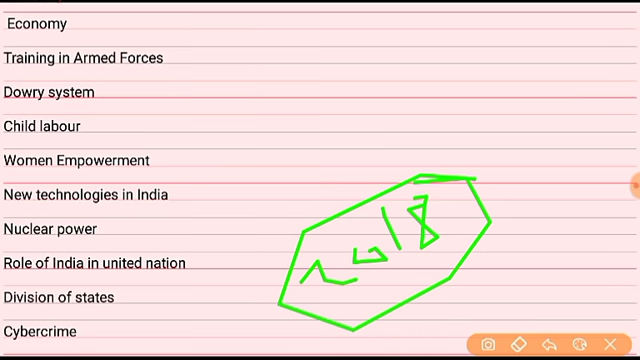 Economy
Training in Armed Forces
Dowry system
Child labour
Women Empowerment
New technologies in India
Nuclear power
Role of India in united nation
Division of states
Cybercrime
2018